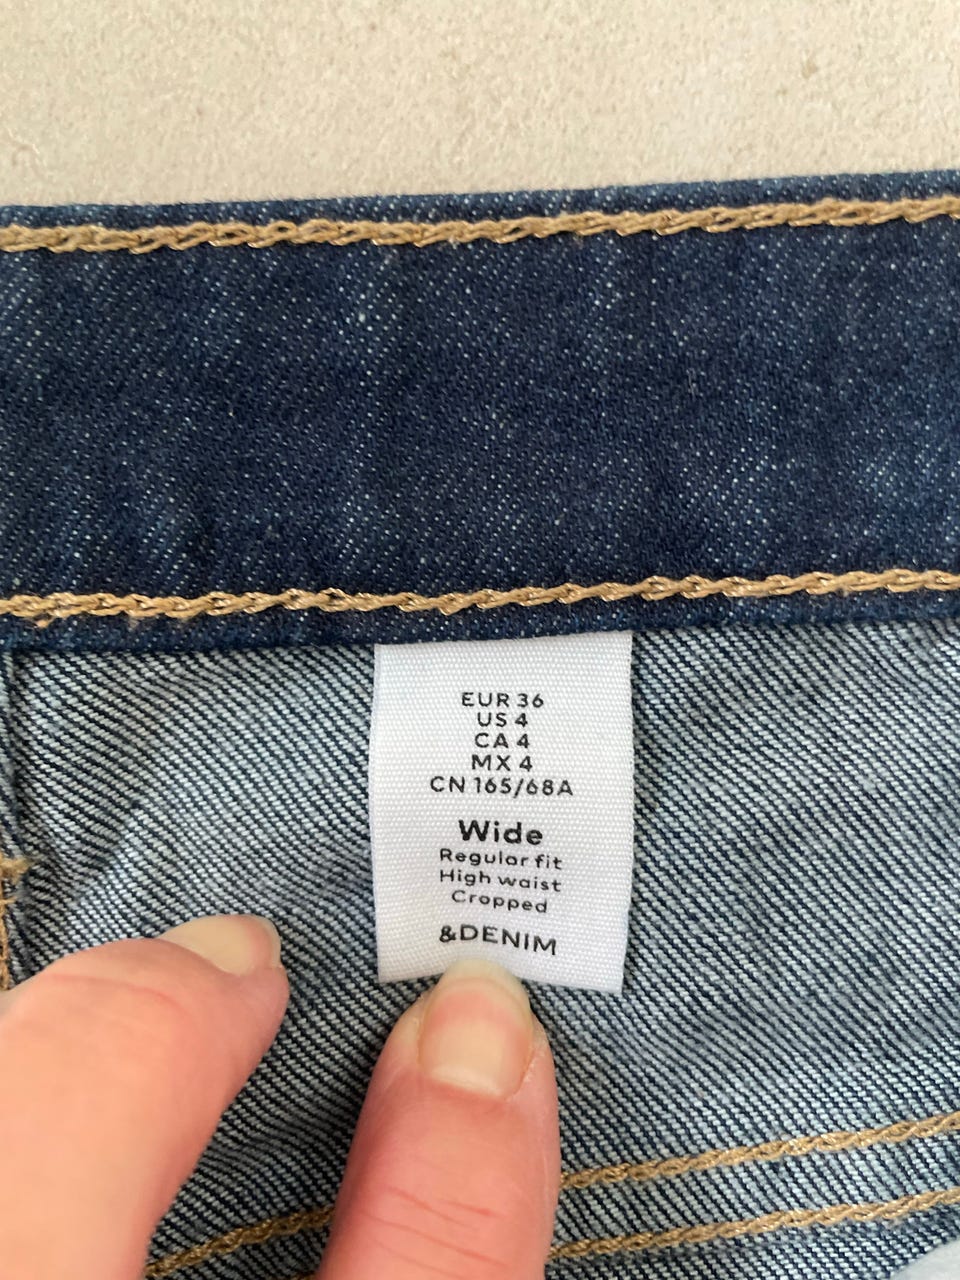 EUR 36
US 4
CA 4
MX 4
CN 165/68A
Wide
Regular fit
High waist
Cropped
&DENIM